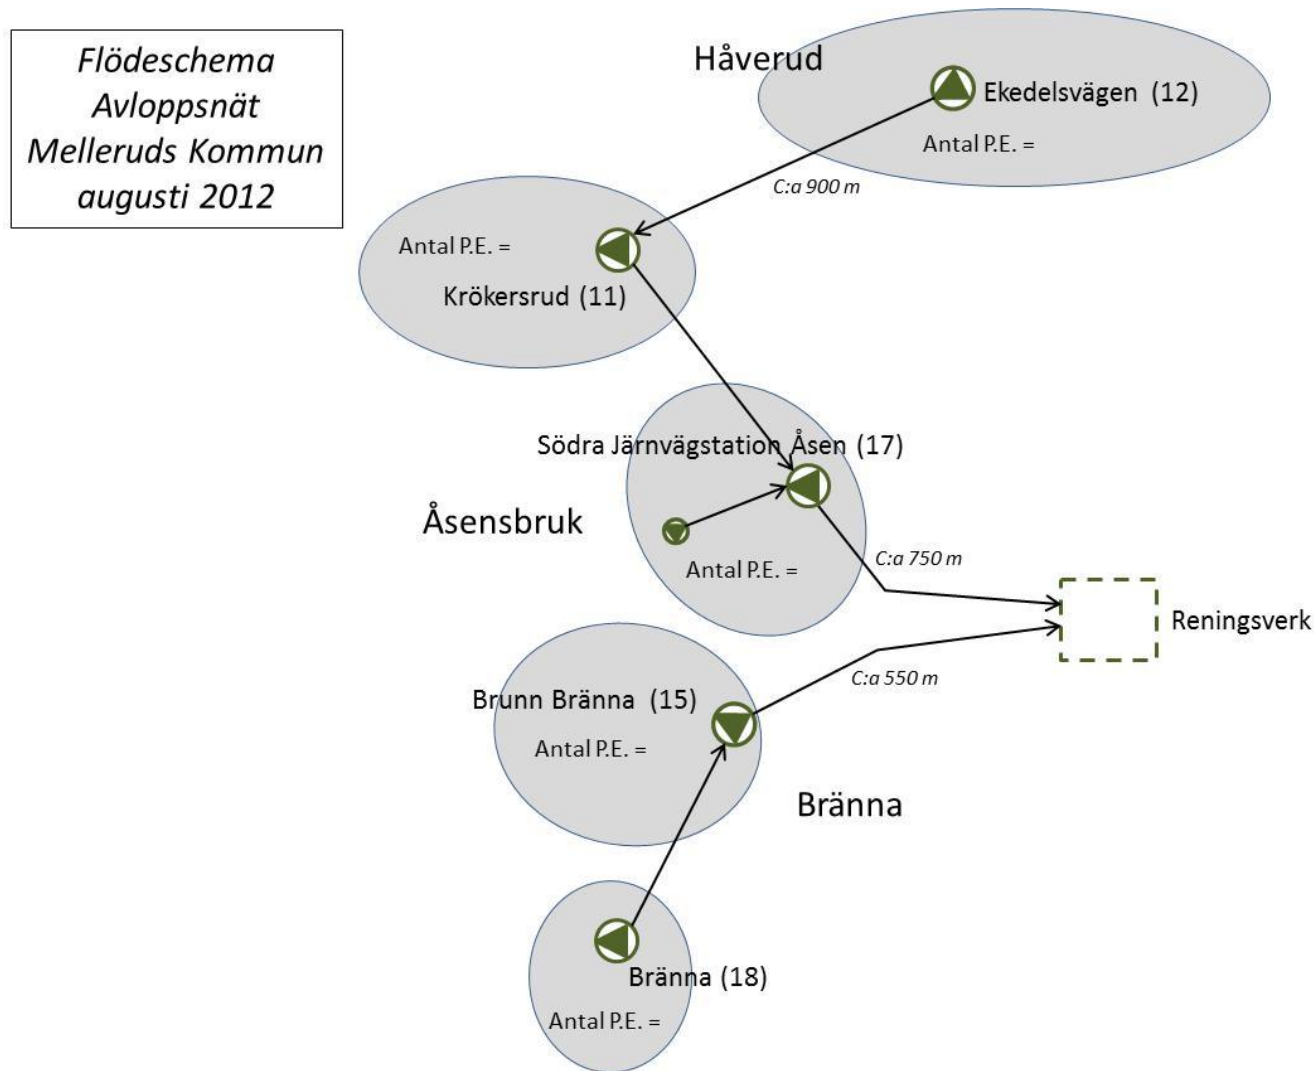 Flödeschema
Avloppsnät
Melleruds Kommun
augusti 2012
Håverud
Ekedelsvägen (12)
Antal P.E. =
C:a 900 m
Antal P.E. =
Krökersrud (11)
Södra Järnvägstation Åsen (17)
Åsensbruk
Antal P.E. =
C:a 750 m
Reningsverk
C:a 550 m
Brunn Bränna (15)
Antal P.E. =
Bränna
Bränna (18)
Antal P.E. =